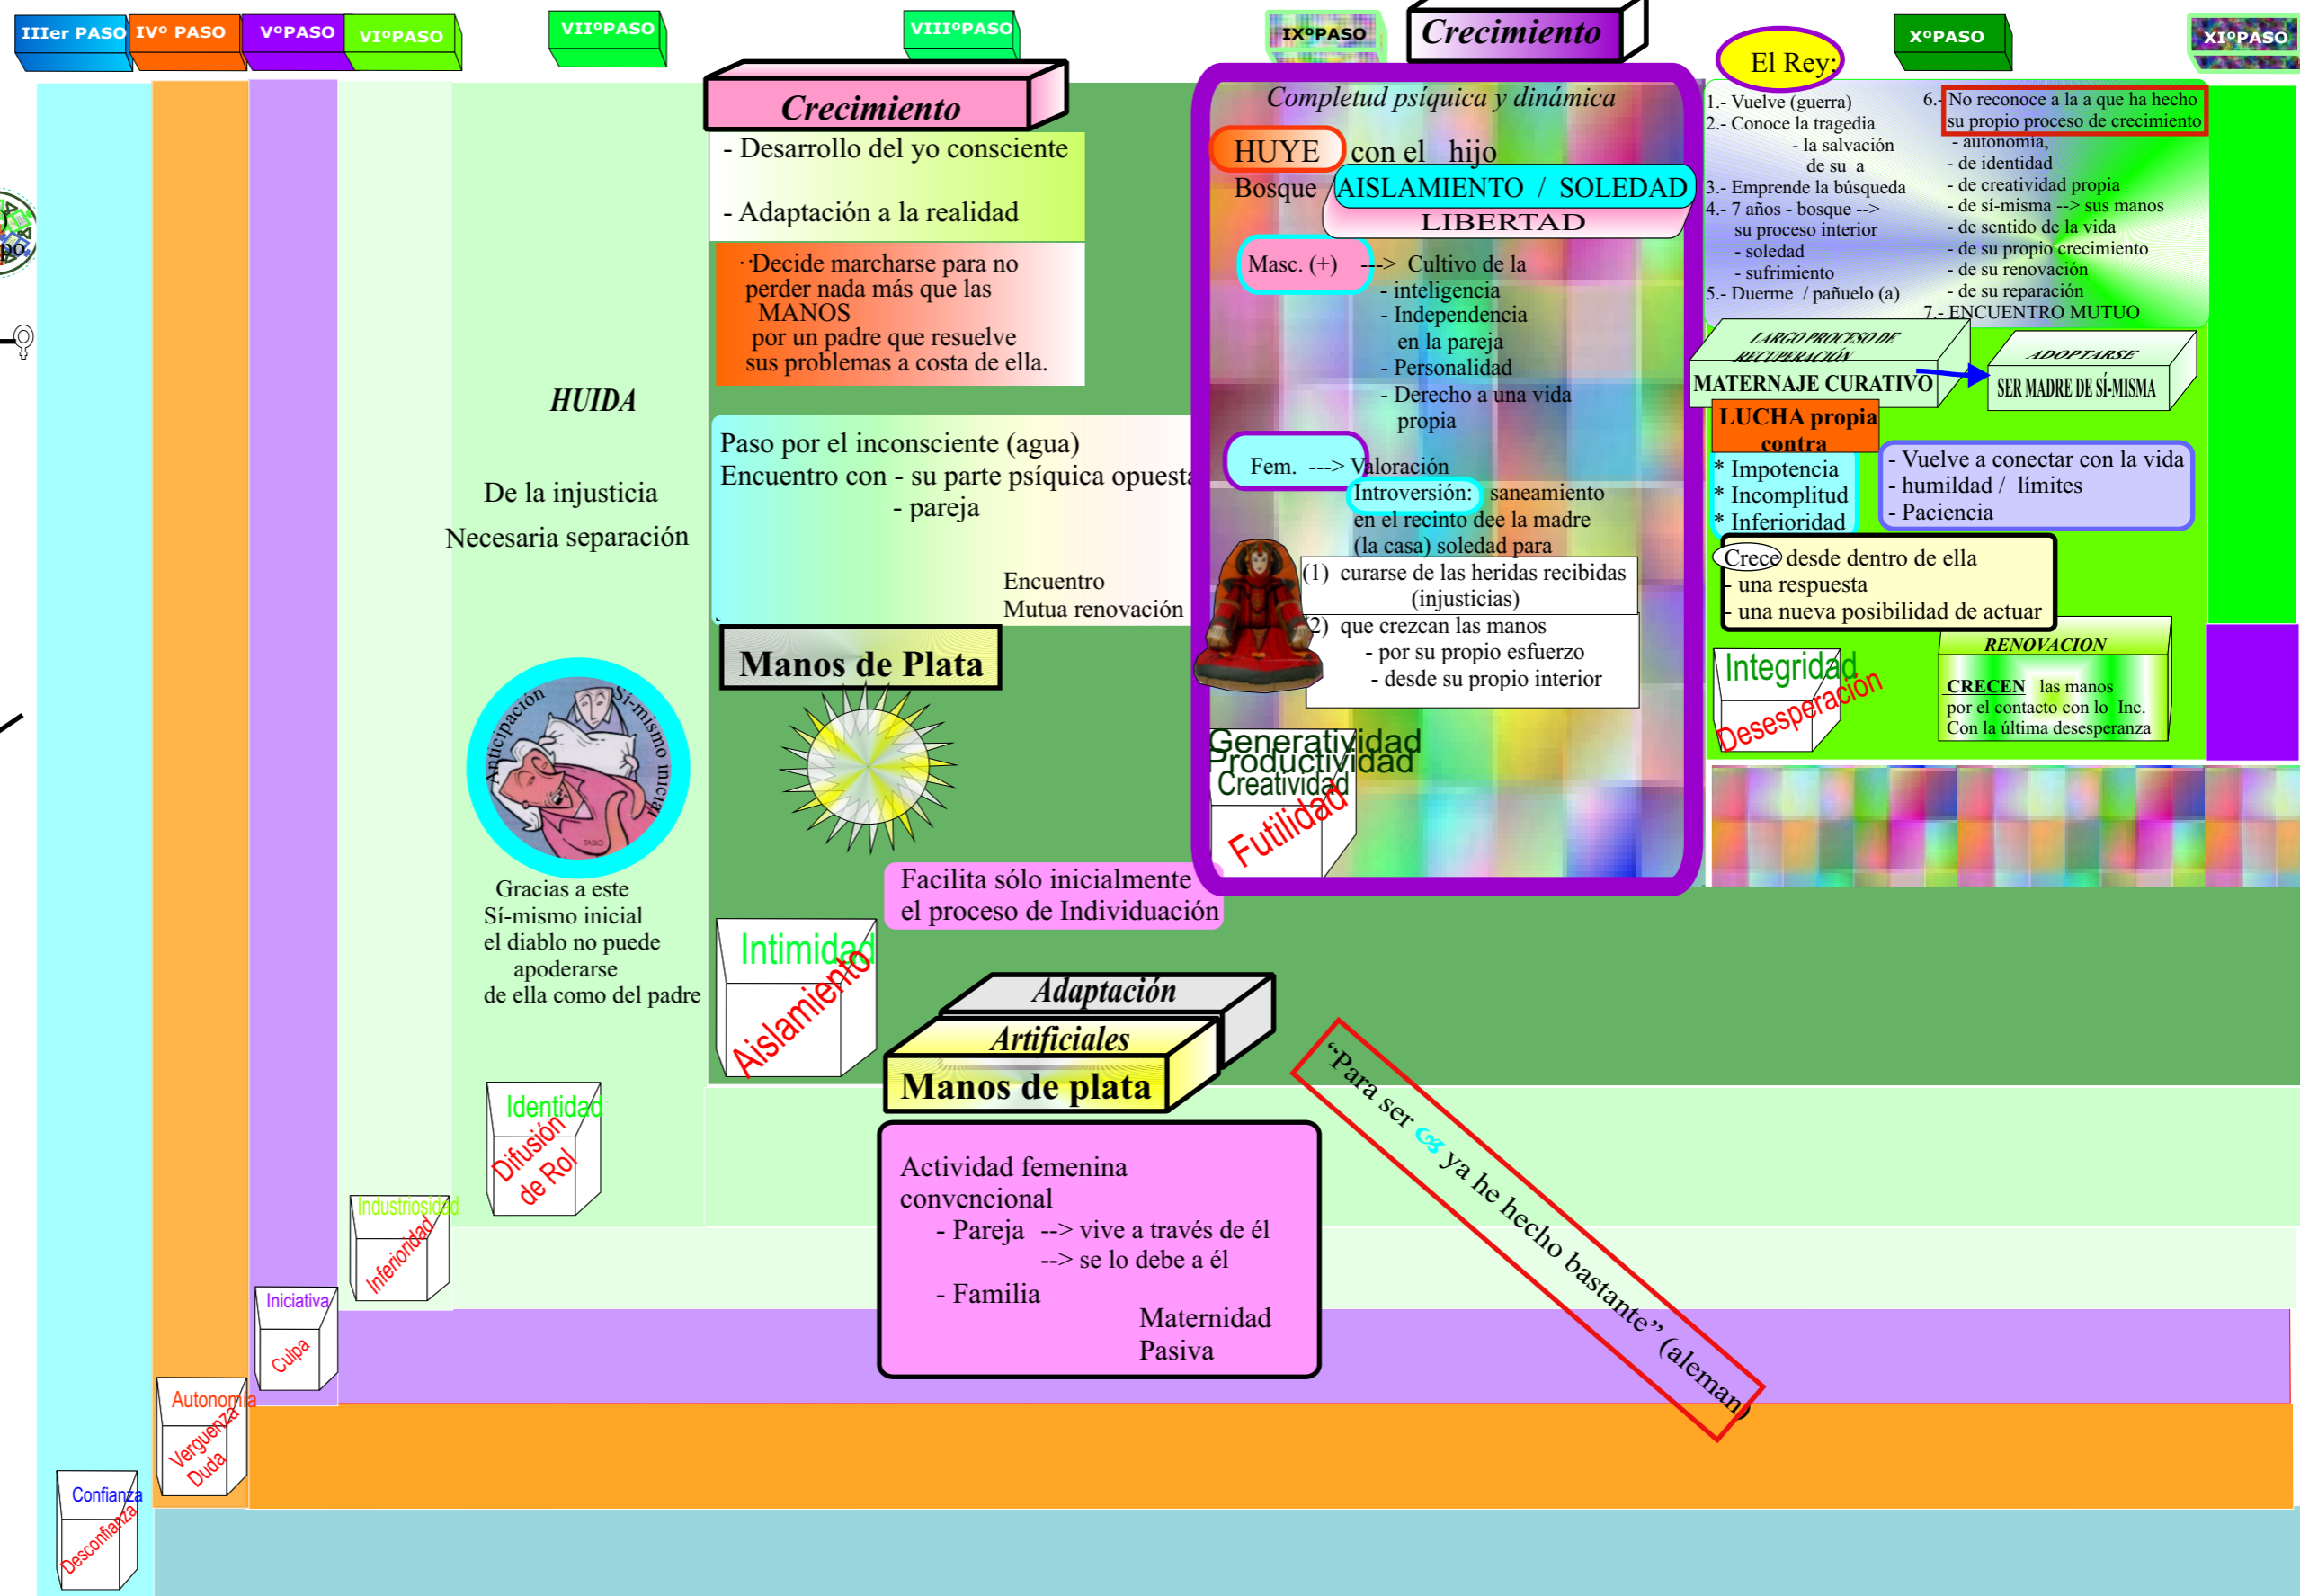 IIIer PASO
IVº PASO
VºPASO
VIºPASO
VIIºPASO
VIIIºPASO
IXºPASO
XºPASO
XIºPASO
po
HUIDA
De la injusticia
Necesaria separación
Anticipación
Sí-mismo inicial
Gracias a este
Sí-mismo inicial
el diablo no puede
apoderarse
de ella como del padre
Crecimiento
- Desarrollo del yo consciente
- Adaptación a la realidad
Decide marcharse para no
perder nada más que las
MANOS
por un padre que resuelve
sus problemas a costa de ella.
Paso por el inconsciente (agua)
Encuentro con - su parte psíquica opuesta
- pareja
Encuentro
Mutua renovación
Manos de Plata
Facilita sólo inicialmente
el proceso de Individuación
Intimidad
Aislamiento
Adaptación
Artificiales
Manos de plata
Actividad femenina
convencional
- Pareja --> vive a través de él
--> se lo debe a él
- Familia
Maternidad
Pasiva
"Para ser ya he hecho bastante" (aleman)
Crecimiento
Completud psíquica y dinámica
HUYE con el hijo
Bosque / AISLAMIENTO / SOLEDAD
LIBERTAD
Masc. (+) ---> Cultivo de la
- inteligencia
- Independencia
en la pareja
- Personalidad
- Derecho a una vida
propia
Fem. ---> Valoración
Introversión: saneamiento
en el recinto dee la madre
(la casa) soledad para
(1) curarse de las heridas recibidas
(injusticias)
(2) que crezcan las manos
- por su propio esfuerzo
- desde su propio interior
Generatividad
Productividad
Creatividad
Futilidad
El Rey:
1.- Vuelve (guerra)
2.- Conoce la tragedia
- la salvación
de su a
3.- Emprende la búsqueda
4.- 7 años - bosque -->
su proceso interior
- soledad
- sufrimiento
5.- Duerme / pañuelo (a)
6.- No reconoce a la a que ha hecho
su propio proceso de crecimiento
- autonomía,
- de identidad
- de creatividad propia
- de sí-misma --> sus manos
- de sentido de la vida
- de su propio crecimiento
- de su renovación
- de su reparación
7.- ENCUENTRO MUTUO
LARGO PROCESO DE
RECUPERACIÓN
MATERNAJE CURATIVO
ADOPTARSE
SER MADRE DE SÍ-MISMA
LUCHA propia
contra
* Impotencia
* Incomplitud
* Inferioridad
- Vuelve a conectar con la vida
- humildad / límites
- Paciencia
Crece desde dentro de ella
- una respuesta
- una nueva posibilidad de actuar
Integridad
Desesperación
RENOVACION
CRECEN las manos
por el contacto con lo Inc.
Con la última desesperanza
Identidad
Difusión
de Rol
Industriosidad
Inferioridad
Iniciativa
Culpa
Autonomía
Verguenza
Duda
Confianza
Desconfianza